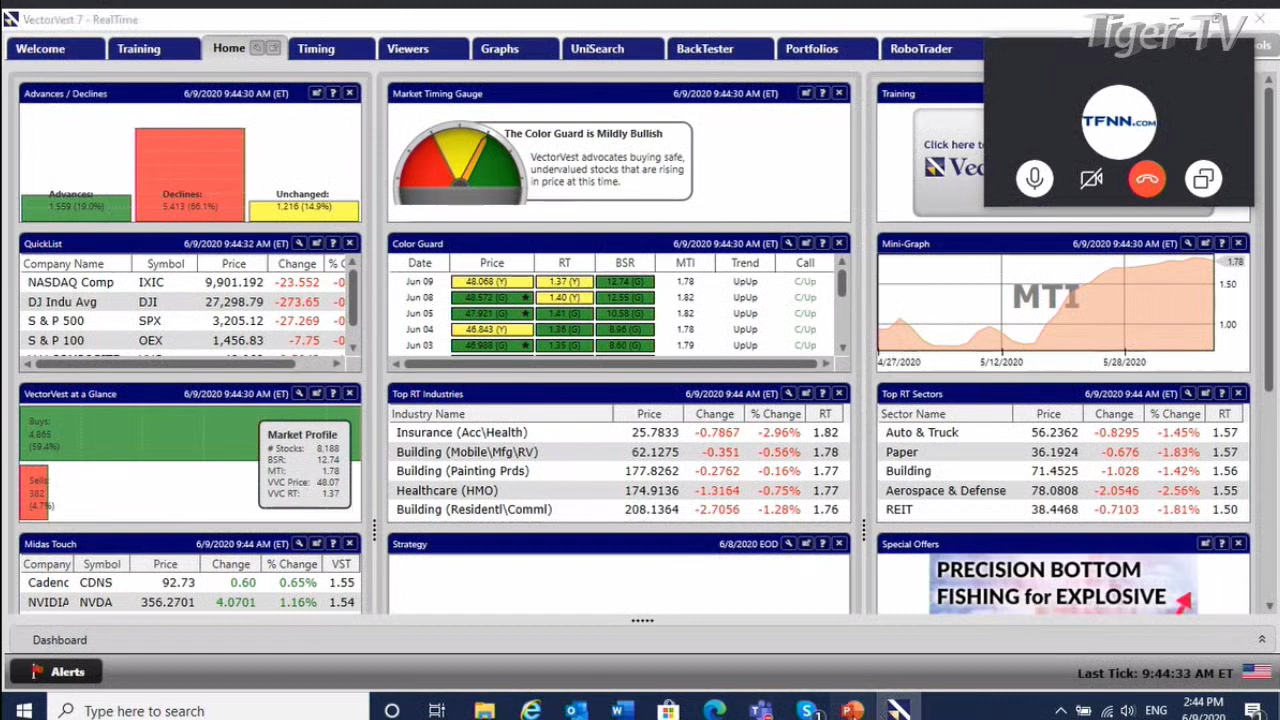 VectorVest 7 - RealTime
Tiger-TV
Welcome
Training
Home
Timing
Viewers
Graphs
UniSearch
BackTester
Portfolios
RoboTrader
ols
Advances / Declines 6/9/2020 9:44:30 AM (ET)
Advances:
1,559 (19.0%)
Declines:
5,413 (66.1%)
Unchanged:
1,216 (14.9%)
Market Timing Gauge 6/9/2020 9:44:30 AM (ET)
The Color Guard is Mildly Bullish
VectorVest advocates buying safe,
undervalued stocks that are rising
in price at this time.
Training
Click here to
Vec
TFNN.COM
QuickList 6/9/2020 9:44:32 AM (ET)
Company Name Symbol Price Change % C
NASDAQ Comp IXIC 9,901.192 -23.552 -0
DJ Indu Avg DJI 27,298.79 -273.65 -0
S & P 500 SPX 3,205.12 -27.269 -0
S & P 100 OEX 1,456.83 -7.75 -0
Color Guard 6/9/2020 9:44:30 AM (ET)
Date Price RT BSR MTI Trend Call
Jun 09 48.068 (Y) 1.37 (Y) 12.74 (G) 1.78 UpUp C/Up
Jun 08 48.572 (G) ★ 1.40 (Y) 12.55 (G) 1.82 UpUp C/Up
Jun 05 47.921 (G) ★ 1.41 (G) 10.58 (G) 1.82 UpUp C/Up
Jun 04 46.843 (Y) 1.36 (G) 8.96 (G) 1.78 UpUp C/Up
Jun 03 46.988 (G) ★ 1.35 (G) 8.60 (G) 1.79 UpUp C/Up
Mini-Graph 6/9/2020 9:44:30 AM (ET)
MTI
1.78
1.50
1.00
4/27/2020 5/12/2020 5/28/2020
VectorVest at a Glance 6/9/2020 9:44:30 AM (ET)
Buys:
4,865
(59.4%)
Sells:
382
(4.7%)
Market Profile
# Stocks: 8,188
BSR: 12.74
MTI: 1.78
VVC Price: 48.07
VVC RT: 1.37
Top RT Industries 6/9/2020 9:44 AM (ET)
Industry Name Price Change % Change RT
Insurance (Acc\Health) 25.7833 -0.7867 -2.96% 1.82
Building (Mobile\Mfg\RV) 62.1275 -0.351 -0.56% 1.78
Building (Painting Prds) 177.8262 -0.2762 -0.16% 1.77
Healthcare (HMO) 174.9136 -1.3164 -0.75% 1.77
Building (Residentl\Comml) 208.1364 -2.7056 -1.28% 1.76
Top RT Sectors 6/9/2020 9:44 AM (ET)
Sector Name Price Change % Change RT
Auto & Truck 56.2362 -0.8295 -1.45% 1.57
Paper 36.1924 -0.676 -1.83% 1.57
Building 71.4525 -1.028 -1.42% 1.56
Aerospace & Defense 78.0808 -2.0546 -2.56% 1.55
REIT 38.4468 -0.7103 -1.81% 1.50
Midas Touch 6/9/2020 9:44 AM (ET)
Company Symbol Price Change % Change VST
Cadenc CDNS 92.73 0.60 0.65% 1.55
NVIDIA NVDA 356.2701 4.0701 1.16% 1.54
Strategy 6/8/2020 EOD
Special Offers
PRECISION BOTTOM
FISHING for EXPLOSIVE
Dashboard
Alerts
Last Tick: 9:44:33 AM ET
Type here to search
ENG
2:44 PM
6/9/2020